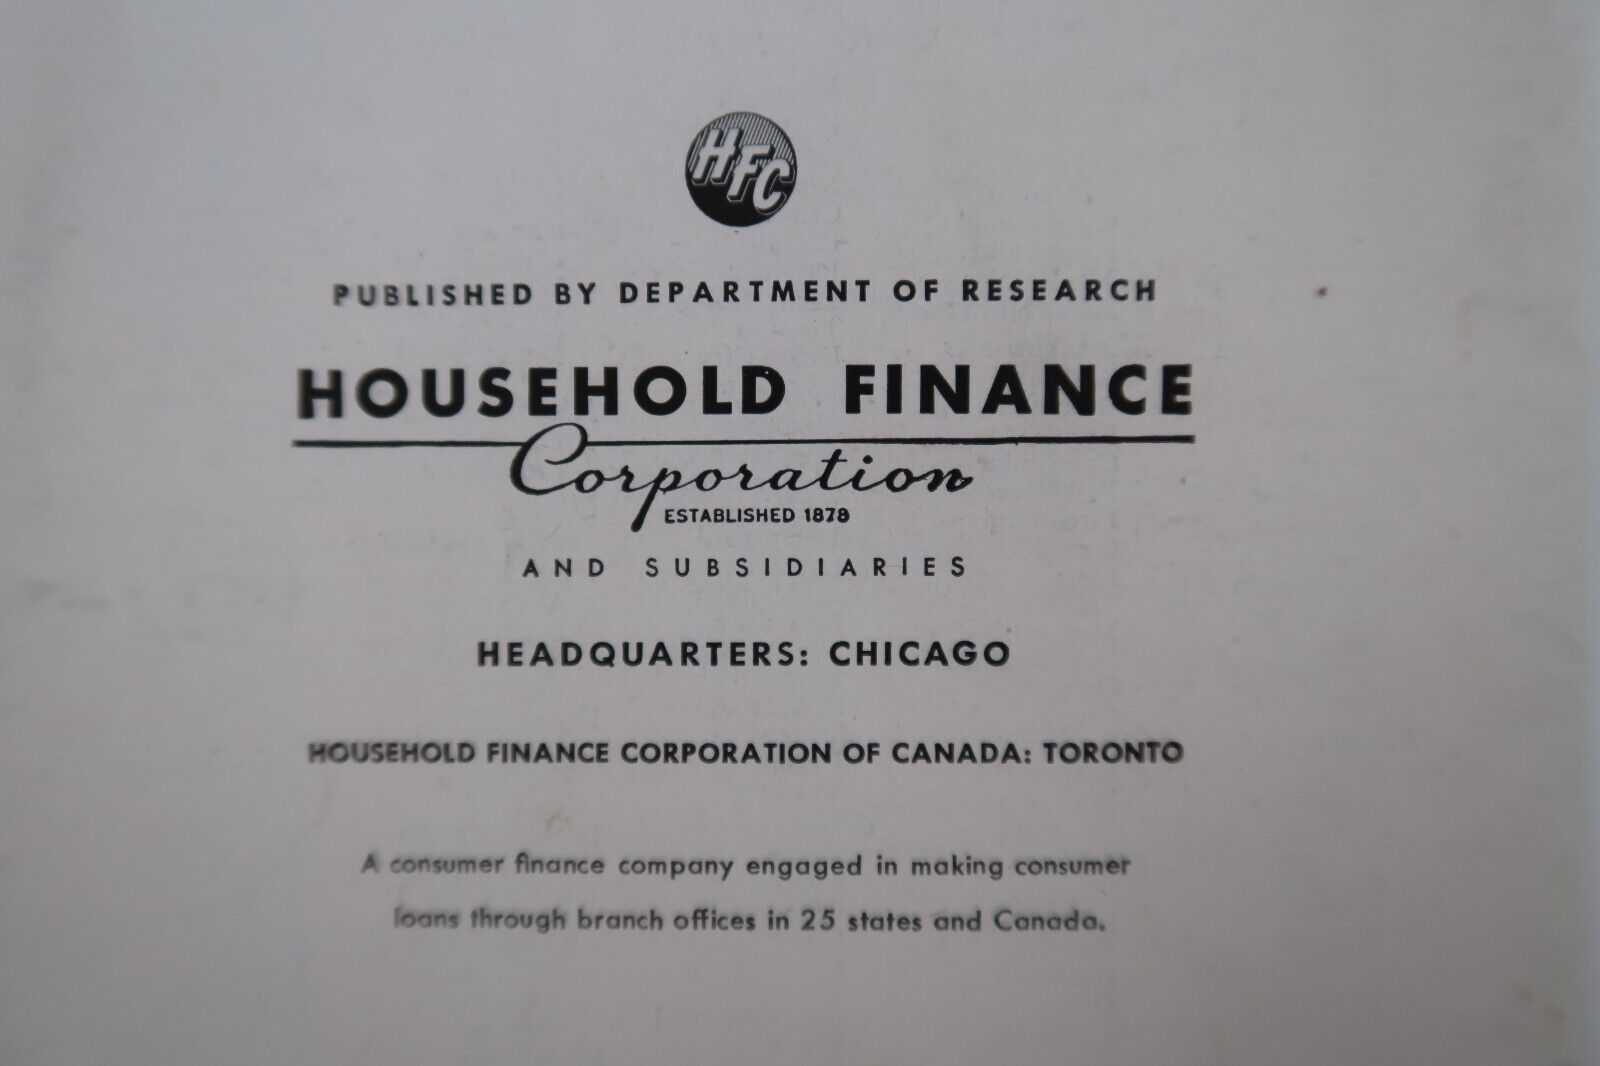 HFC
PUBLISHED BY DEPARTMENT OF RESEARCH
HOUSEHOLD FINANCE
Corporation
ESTABLISHED 1878
AND SUBSIDIARIES
HEADQUARTERS: CHICAGO
HOUSEHOLD FINANCE CORPORATION OF CANADA: TORONTO
A consumer finance company engaged in making consumer
loans through branch offices in 25 states and Canada.